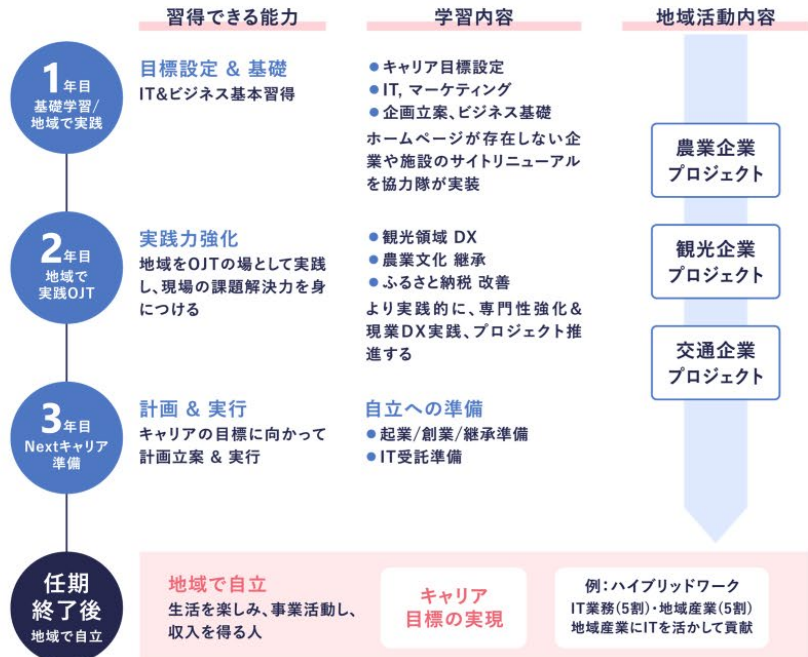 習得できる能力
学習内容
地域活動内容
1年目
基礎学習/
地域で実践
目標設定 & 基礎
IT&ビジネス基本習得
●キャリア目標設定
●IT, マーケティング
●企画立案、ビジネス基礎
ホームページが存在しない企
業や施設のサイトリニューアル
を協力隊が実装
農業企業
プロジェクト
2年目
地域で
実践OJT
実践力強化
地域をOJTの場として実践
し、現場の課題解決力を身
につける
●観光領域 DX
●農業文化 継承
●ふるさと納税 改善
より実践的に、専門性強化&
現業DX実践、プロジェクト推
進する
観光企業
プロジェクト
交通企業
プロジェクト
3年目
Nextキャリア
準備
計画 & 実行
キャリアの目標に向かって
計画立案 & 実行
自立への準備
●起業/創業/継承準備
●IT受託準備
任期
終了後
地域で自立
地域で自立
生活を楽しみ、事業活動し、
収入を得る人
キャリア
目標の実現
例：ハイブリッドワーク
IT業務(5割)・地域産業(5割)
地域産業にITを活かして貢献